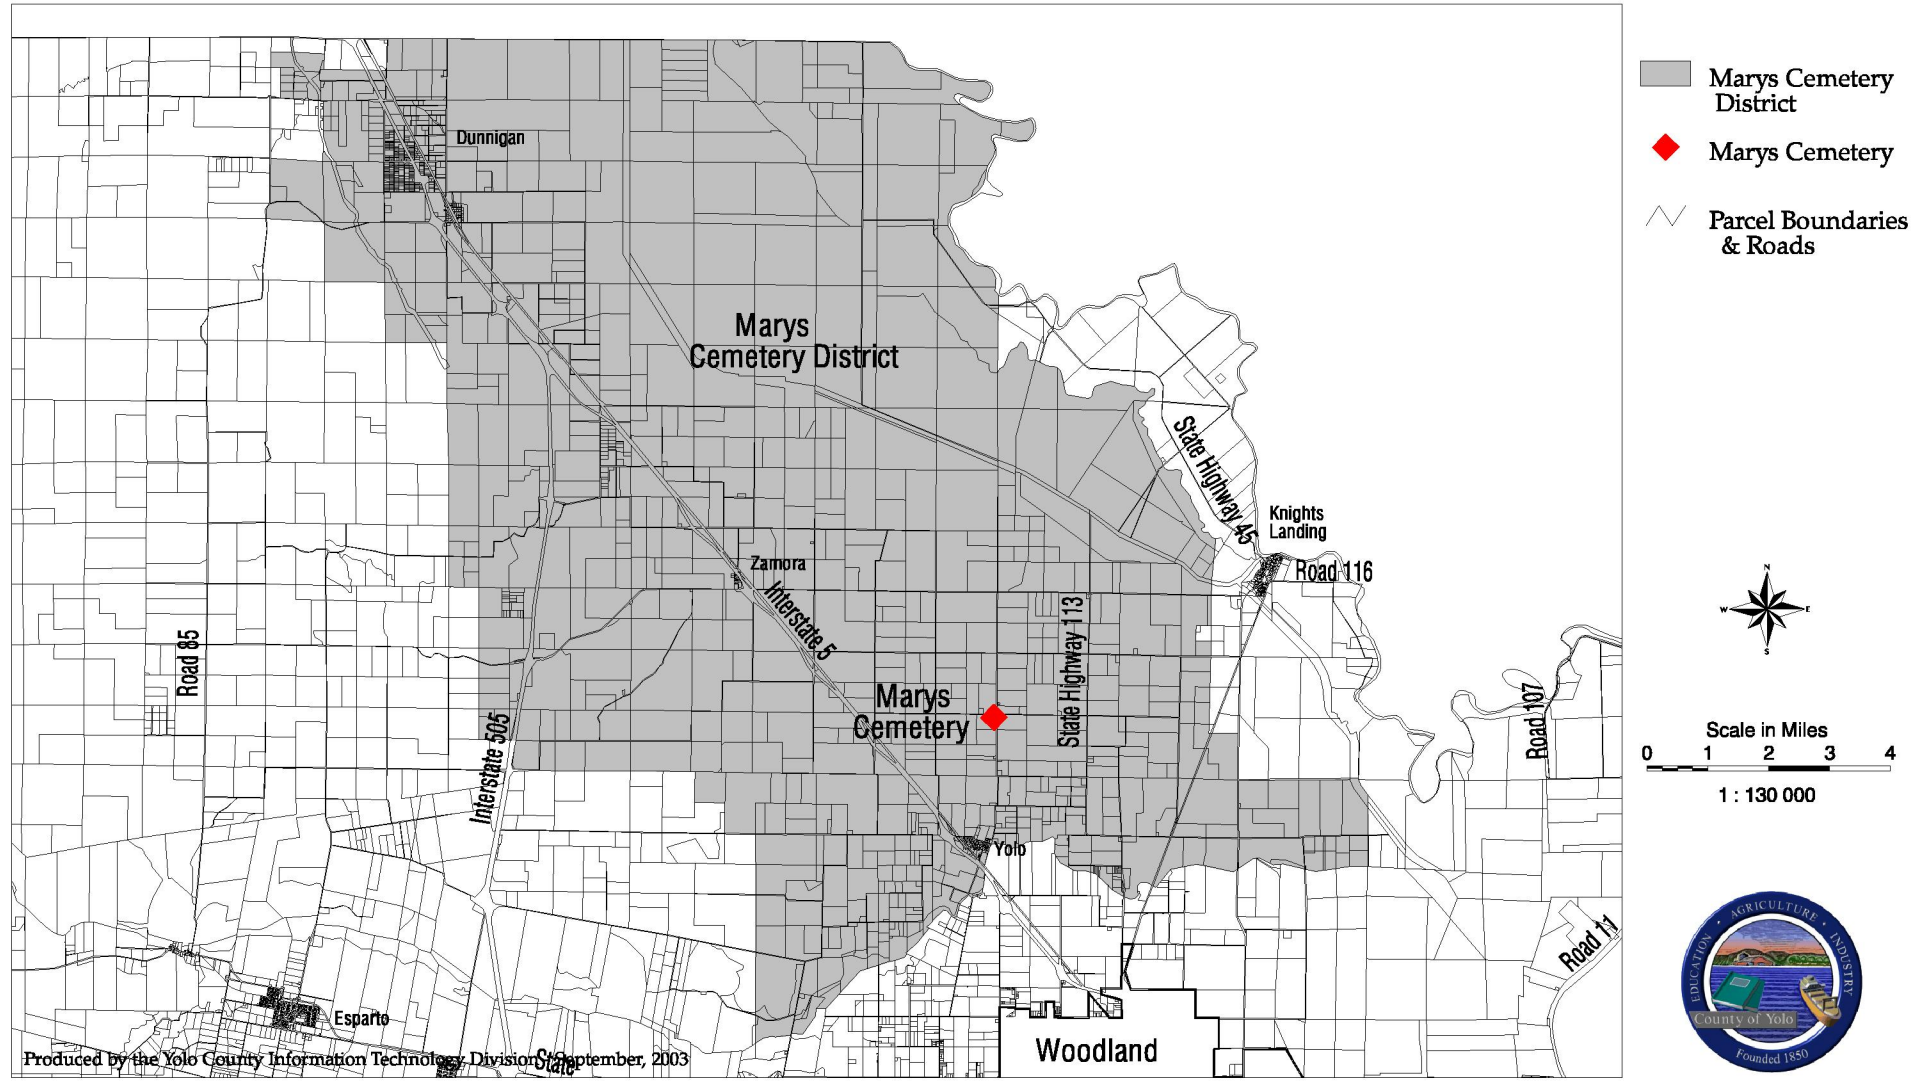 Dunnigan
Marys
Cemetery District
State Highway 45
Knights
Landing
Road 116
Zamora
Interstate 5
State Highway 113
Road 85
Marys
Cemetery
Interstate 505
Road 107
Yolo
Road 11
Esparto
Woodland
State
Produced by the Yolo County Information Technology Division, September, 2003
Marys Cemetery
District
Marys Cemetery
Parcel Boundaries
& Roads
N
W E
S
Scale in Miles
0 1 2 3 4
1 : 130 000
EDUCATION • AGRICULTURE • INDUSTRY
County of Yolo
Founded 1850